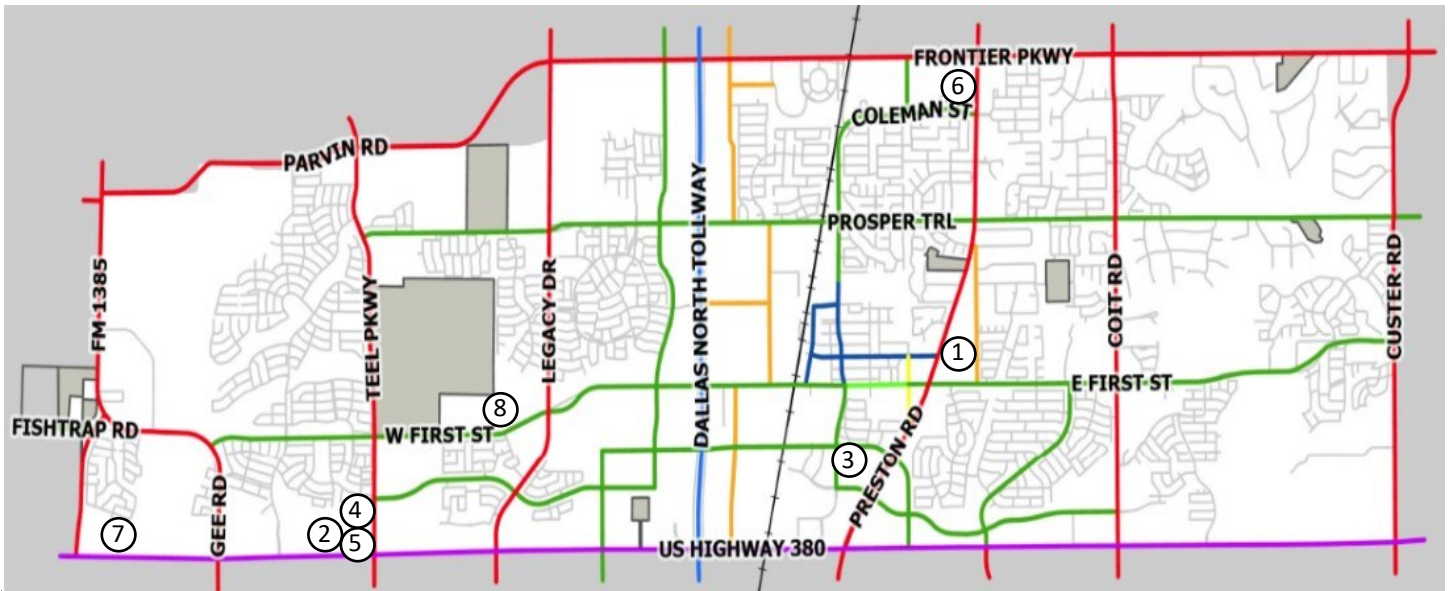 FRONTIER PKWY
6
COLEMAN ST
PARVIN RD
DALLAS NORTH TOLLWAY
PROSPER TRL
FM 1385
TEEL PKWY
LEGACY DR
COIT RD
CUSTER RD
1
E FIRST ST
8
FISHTRAP RD
W FIRST ST
3
PRESTON RD
GEE RD
4
7
2
5
US HIGHWAY 380